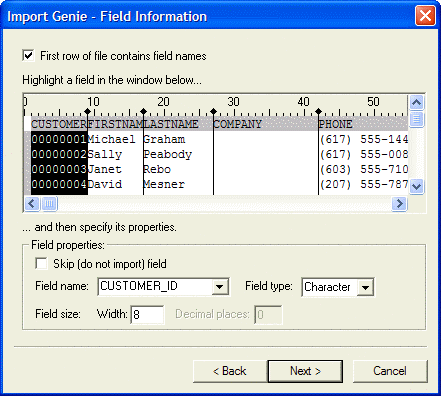 Import Genie - Field Information
First row of file contains field names
Highlight a field in the window below...
0 10 20 30 40 50
CUSTOMER FIRSTNAM LASTNAME COMPANY PHONE
00000001 Michael Graham (617) 555-144
00000002 Sally Peabody (617) 555-008
00000003 Janet Rebo (603) 555-710
00000004 David Mesner (207) 555-787
... and then specify its properties.
Field properties:
Skip (do not import) field
Field name: CUSTOMER_ID Field type: Character
Field size: Width: 8 Decimal places: 0
< Back Next > Cancel